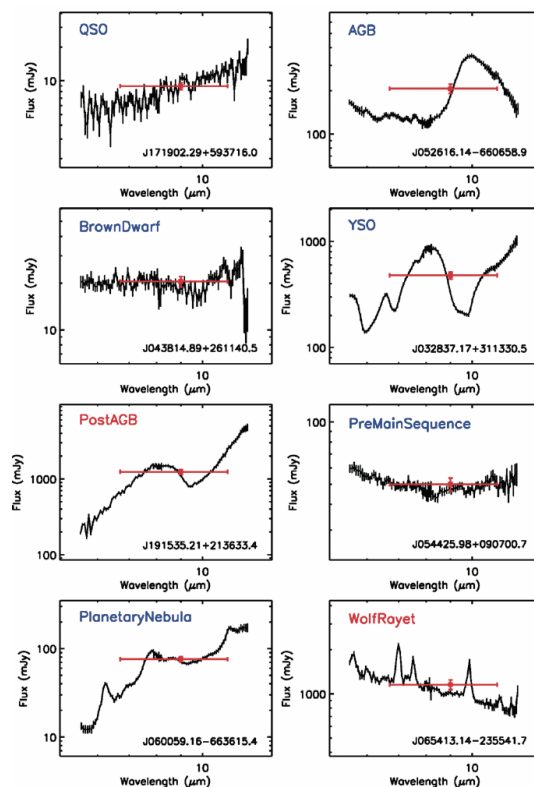 QSO
Flux (mJy)
10
J171902.29+593716.0
10
Wavelength (μm)
AGB
Flux (mJy)
100
J052616.14−660658.9
10
Wavelength (μm)
BrownDwarf
Flux (mJy)
10
J043814.89+261140.5
10
Wavelength (μm)
YSO
Flux (mJy)
1000
100
J032837.17+311330.5
10
Wavelength (μm)
PostAGB
Flux (mJy)
1000
100
J191535.21+213633.4
10
Wavelength (μm)
PreMainSequence
Flux (mJy)
100
J054425.98+090700.7
10
Wavelength (μm)
PlanetaryNebula
Flux (mJy)
100
10
J060059.16−663615.4
10
Wavelength (μm)
WolfRayet
Flux (mJy)
1000
J065413.14−235541.7
10
Wavelength (μm)